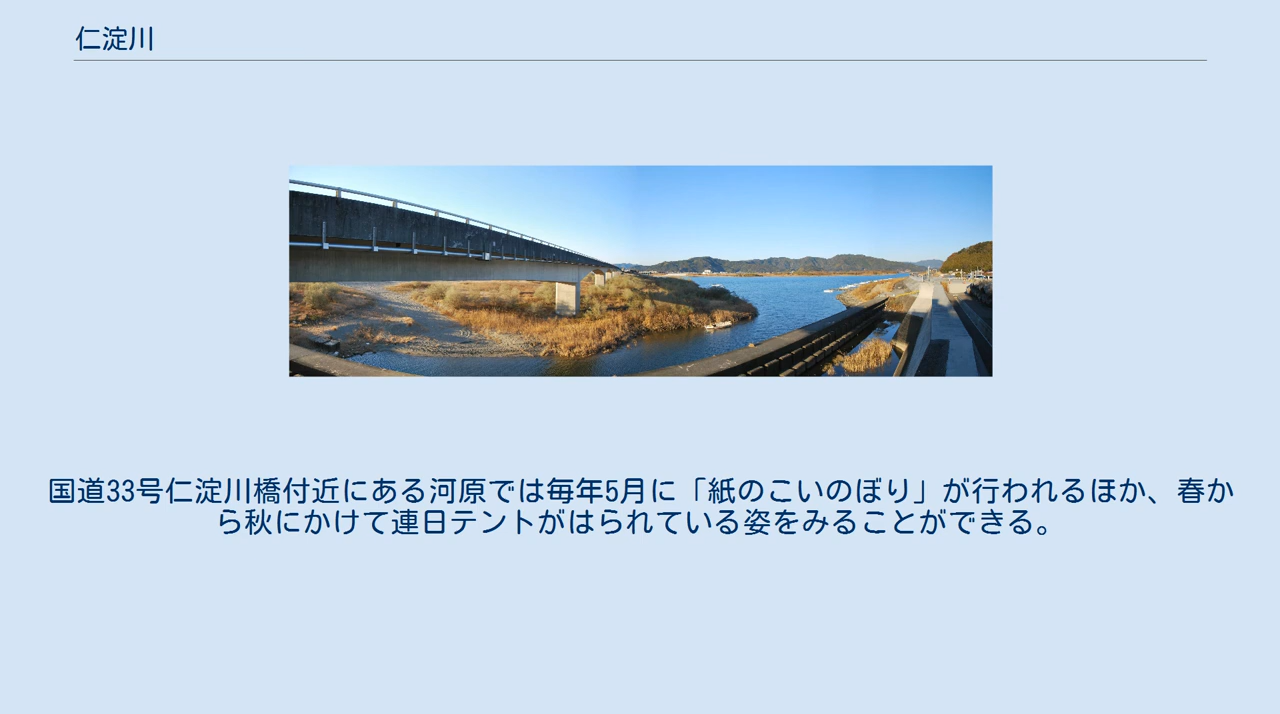 仁淀川
国道33号仁淀川橋付近にある河原では毎年5月に「紙のこいのぼり」が行われるほか、春か
ら秋にかけて連日テントがはられている姿をみることができる。